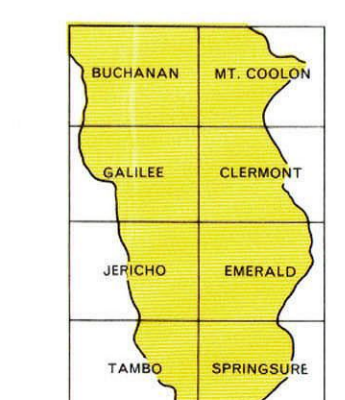 BUCHANAN MT. COOLON
GALILEE CLERMONT
JERICHO EMERALD
TAMBO SPRINGSURE